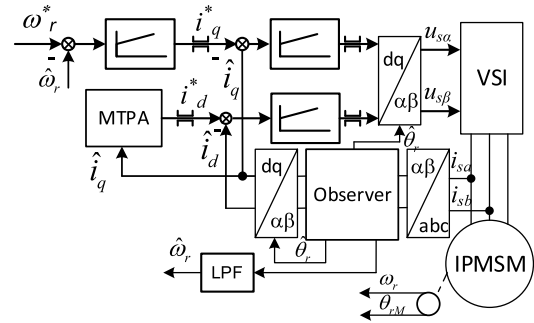 ω*r i*q
dq usα
VSI
ω̂r îq
i*d αβ usβ
MTPA
îd θ̂r
îq dq Observer αβ isa
isb
αβ abc
θ̂r
ω̂r LPF IPMSM
ωr
θrM